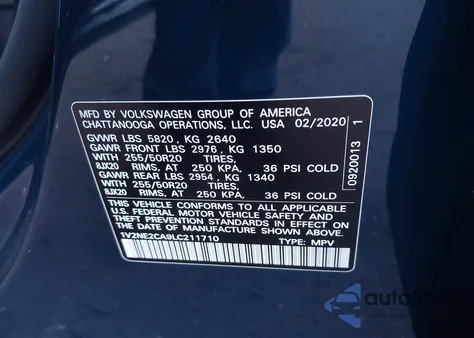 MFD BY VOLKSWAGEN GROUP OF AMERICA
CHATTANOOGA OPERATIONS, LLC. USA 02/2020
GVWR LBS 5820, KG 2640
GAWR FRONT LBS 2976, KG 1350
WITH 255/50R20 TIRES,
8JX20 RIMS, AT 250 KPA, 36 PSI COLD
GAWR REAR LBS 2954, KG 1340
WITH 255/50R20 TIRES,
8JX20 RIMS, AT 250 KPA, 36 PSI COLD
THIS VEHICLE CONFORMS TO ALL APPLICABLE
U.S. FEDERAL MOTOR VEHICLE SAFETY AND
THEFT PREVENTION STANDARDS IN EFFECT ON
THE DATE OF MANUFACTURE SHOWN ABOVE.
1V2NE2CA9LC211710 TYPE: MPV
0920013 1